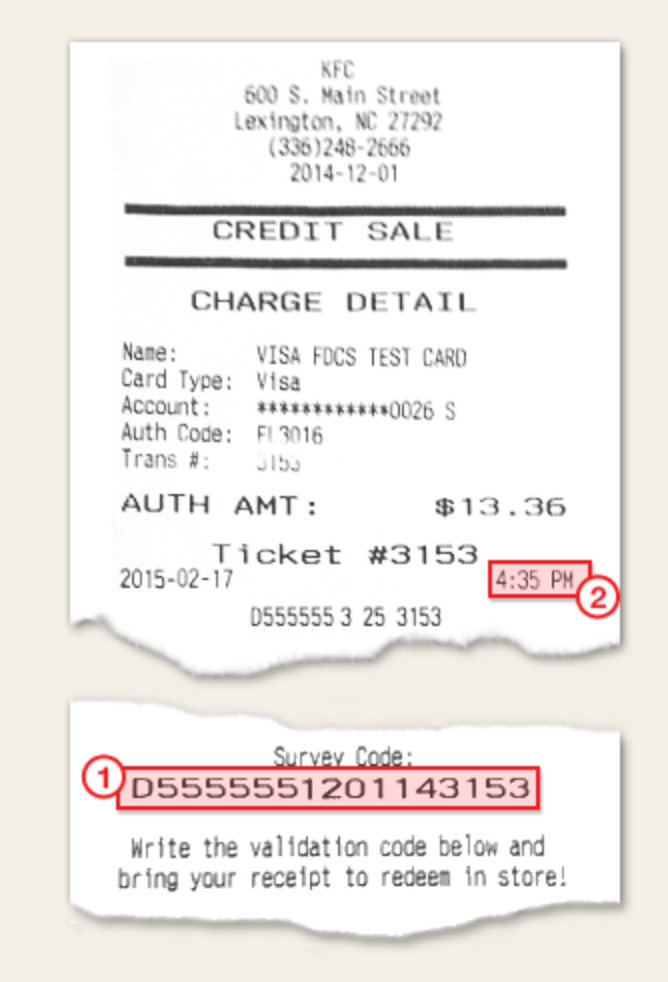 KFC
600 S. Main Street
Lexington, NC 27292
(336)248-2666
2014-12-01
CREDIT SALE
CHARGE DETAIL
Name: VISA FDCS TEST CARD
Card Type: Visa
Account: ************0026 S
Auth Code: FL3016
Trans #: 3153
AUTH AMT: $13.36
Ticket #3153
2015-02-17 4:35 PM
2
D555555 3 25 3153
Survey Code:
1
D5555551201143153
Write the validation code below and
bring your receipt to redeem in store!